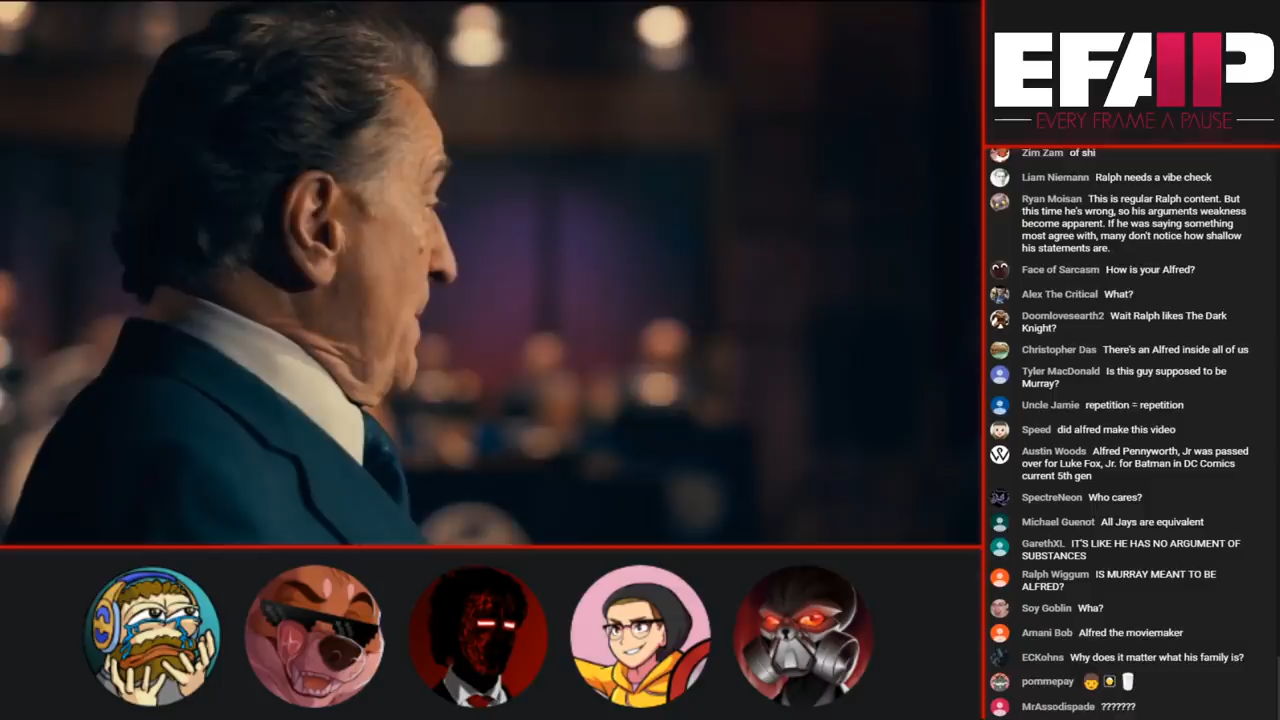 EFAP
EVERY FRAME A PAUSE
Zim Zam of shi
Liam Niemann Ralph needs a vibe check
Ryan Moisan This is regular Ralph content. But
this time he's wrong, so his arguments weakness
become apparent. If he was saying something
most agree with, many don't notice how shallow
his statements are.
Face of Sarcasm How is your Alfred?
Alex The Critical What?
Doomlovesearth2 Wait Ralph likes The Dark
Knight?
Christopher Das There's an Alfred inside all of us
Tyler MacDonald Is this guy supposed to be
Murray?
Uncle Jamie repetition = repetition
Speed did alfred make this video
Austin Woods Alfred Pennyworth, Jr was passed
over for Luke Fox, Jr. for Batman in DC Comics
current 5th gen
SpectreNeon Who cares?
Michael Guenot All Jays are equivalent
GarethXL IT'S LIKE HE HAS NO ARGUMENT OF
SUBSTANCES
Ralph Wiggum IS MURRAY MEANT TO BE
ALFRED?
Soy Goblin Wha?
Amani Bob Alfred the moviemaker
ECKohns Why does it matter what his family is?
pommepay
MrAssodispade ???????